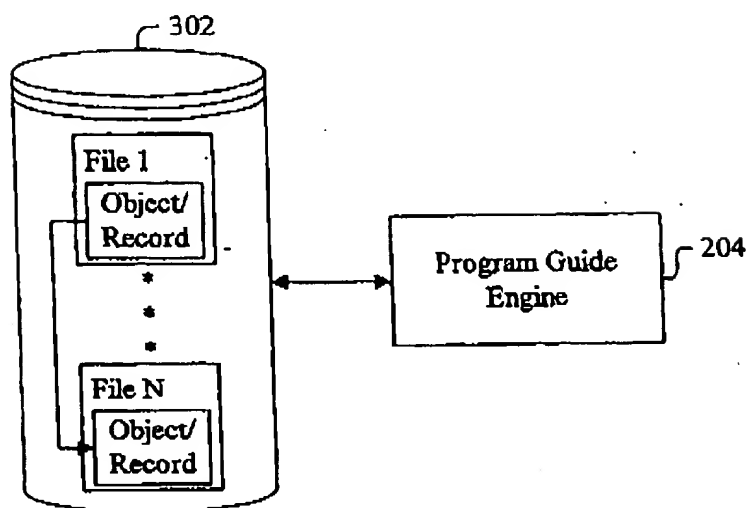 302
File 1
Object/
Record
*
*
*
File N
Object/
Record
Program Guide
Engine
204